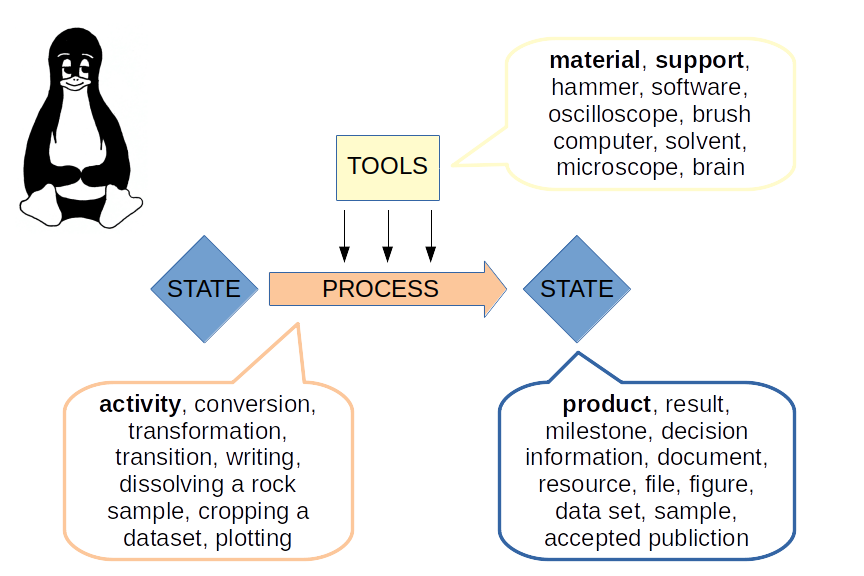 material, support,
hammer, software,
oscilloscope, brush
computer, solvent,
microscope, brain
TOOLS
STATE
PROCESS
STATE
activity, conversion,
transformation,
transition, writing,
dissolving a rock
sample, cropping a
dataset, plotting
product, result,
milestone, decision
information, document,
resource, file, figure,
data set, sample,
accepted publiction